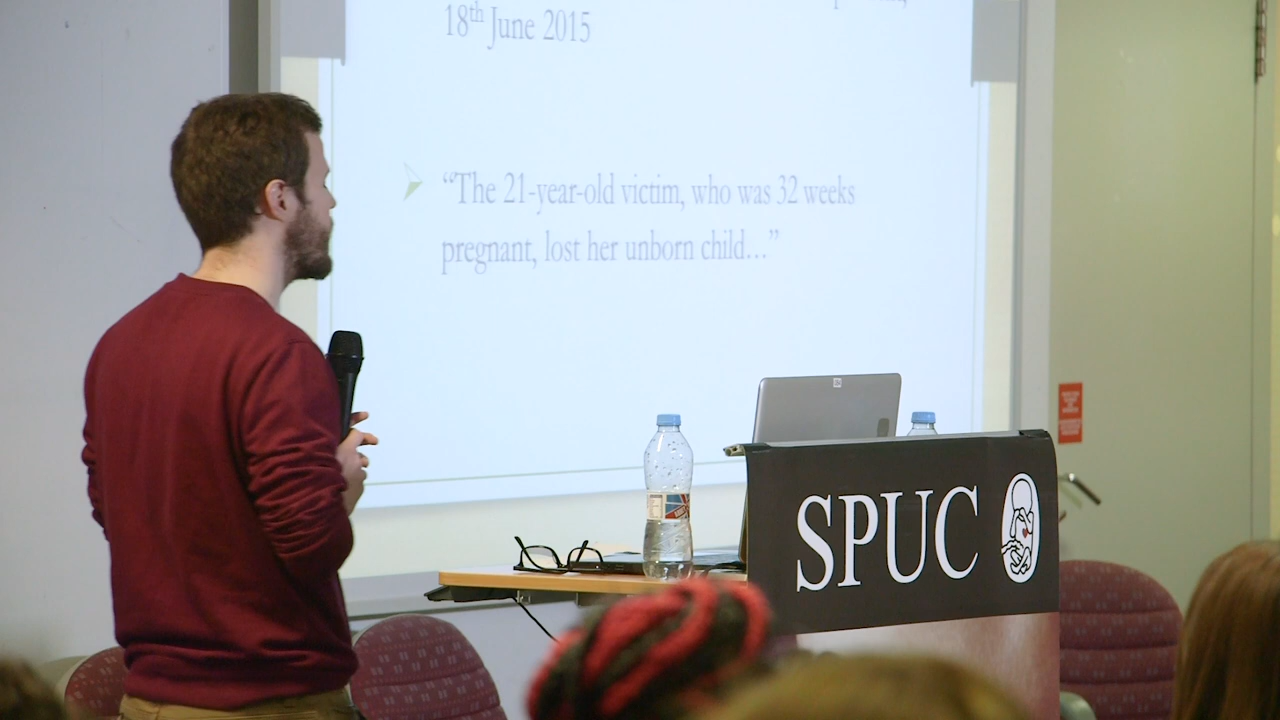 18th June 2015
“The 21-year-old victim, who was 32 weeks
pregnant, lost her unborn child…”
SPUC